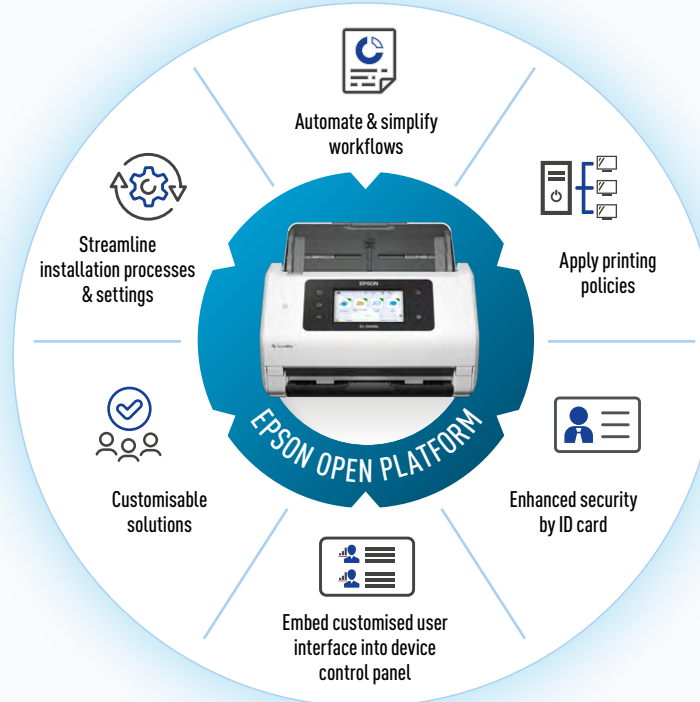 Automate & simplify
workflows
Streamline
installation processes
& settings
Apply printing
policies
EPSON
EPSON OPEN PLATFORM
Customisable
solutions
Enhanced security
by ID card
Embed customised user
interface into device
control panel